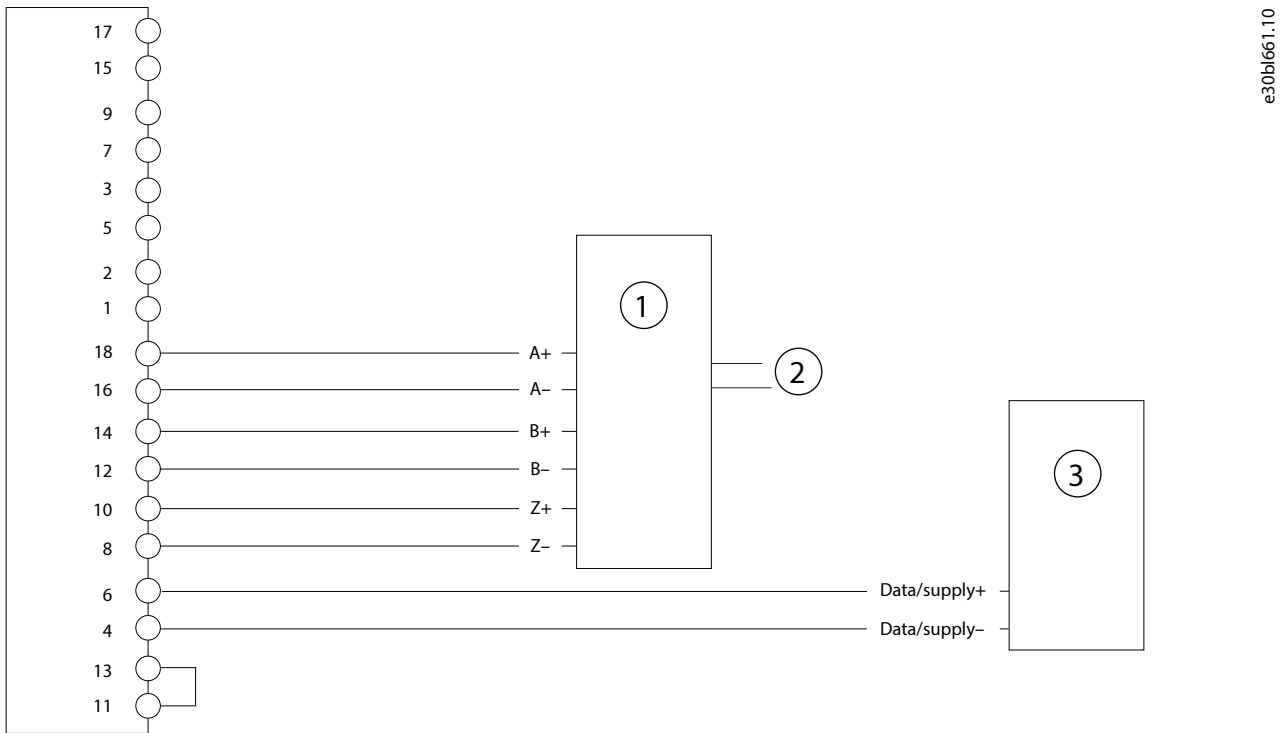 e30bl661.10
17
15
9
7
3
5
2
1
18
A+
16
A–
14
B+
12
B–
10
Z+
8
Z–
1
2
3
6
Data/supply+
4
Data/supply–
13
11